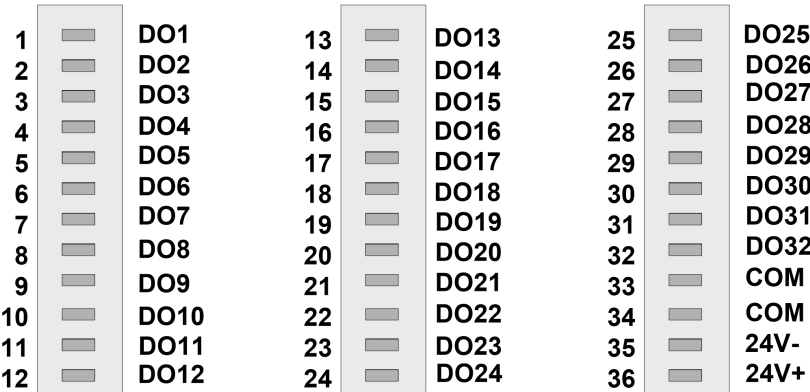 1 DO1 13 DO13 25 DO25
2 DO2 14 DO14 26 DO26
3 DO3 15 DO15 27 DO27
4 DO4 16 DO16 28 DO28
5 DO5 17 DO17 29 DO29
6 DO6 18 DO18 30 DO30
7 DO7 19 DO19 31 DO31
8 DO8 20 DO20 32 DO32
9 DO9 21 DO21 33 COM
10 DO10 22 DO22 34 COM
11 DO11 23 DO23 35 24V-
12 DO12 24 DO24 36 24V+